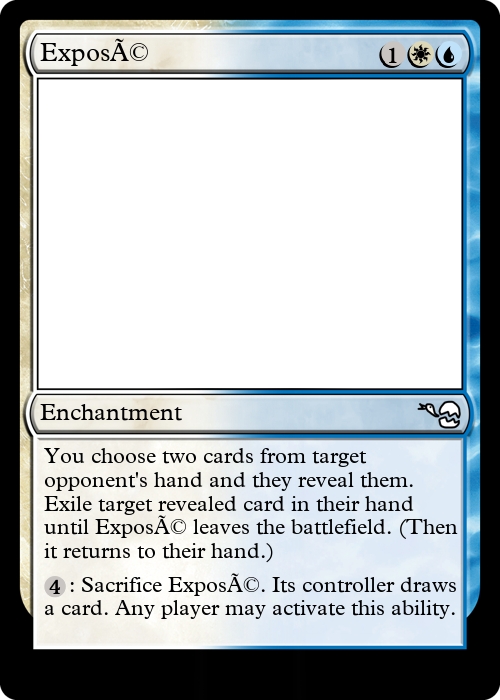 ExposÃ© 1
Enchantment
You choose two cards from target
opponent's hand and they reveal them.
Exile target revealed card in their hand
until ExposÃ© leaves the battlefield. (Then
it returns to their hand.)
4 : Sacrifice ExposÃ©. Its controller draws
a card. Any player may activate this ability.